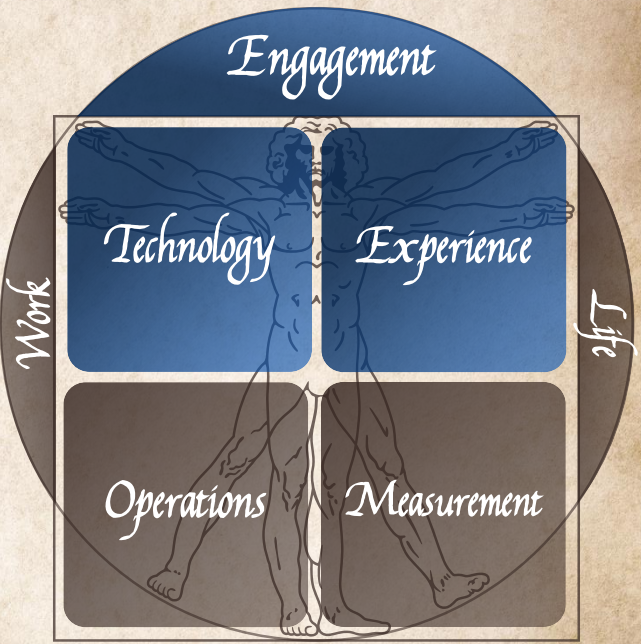 Engagement
Technology
Experience
Work
Life
Operations
Measurement